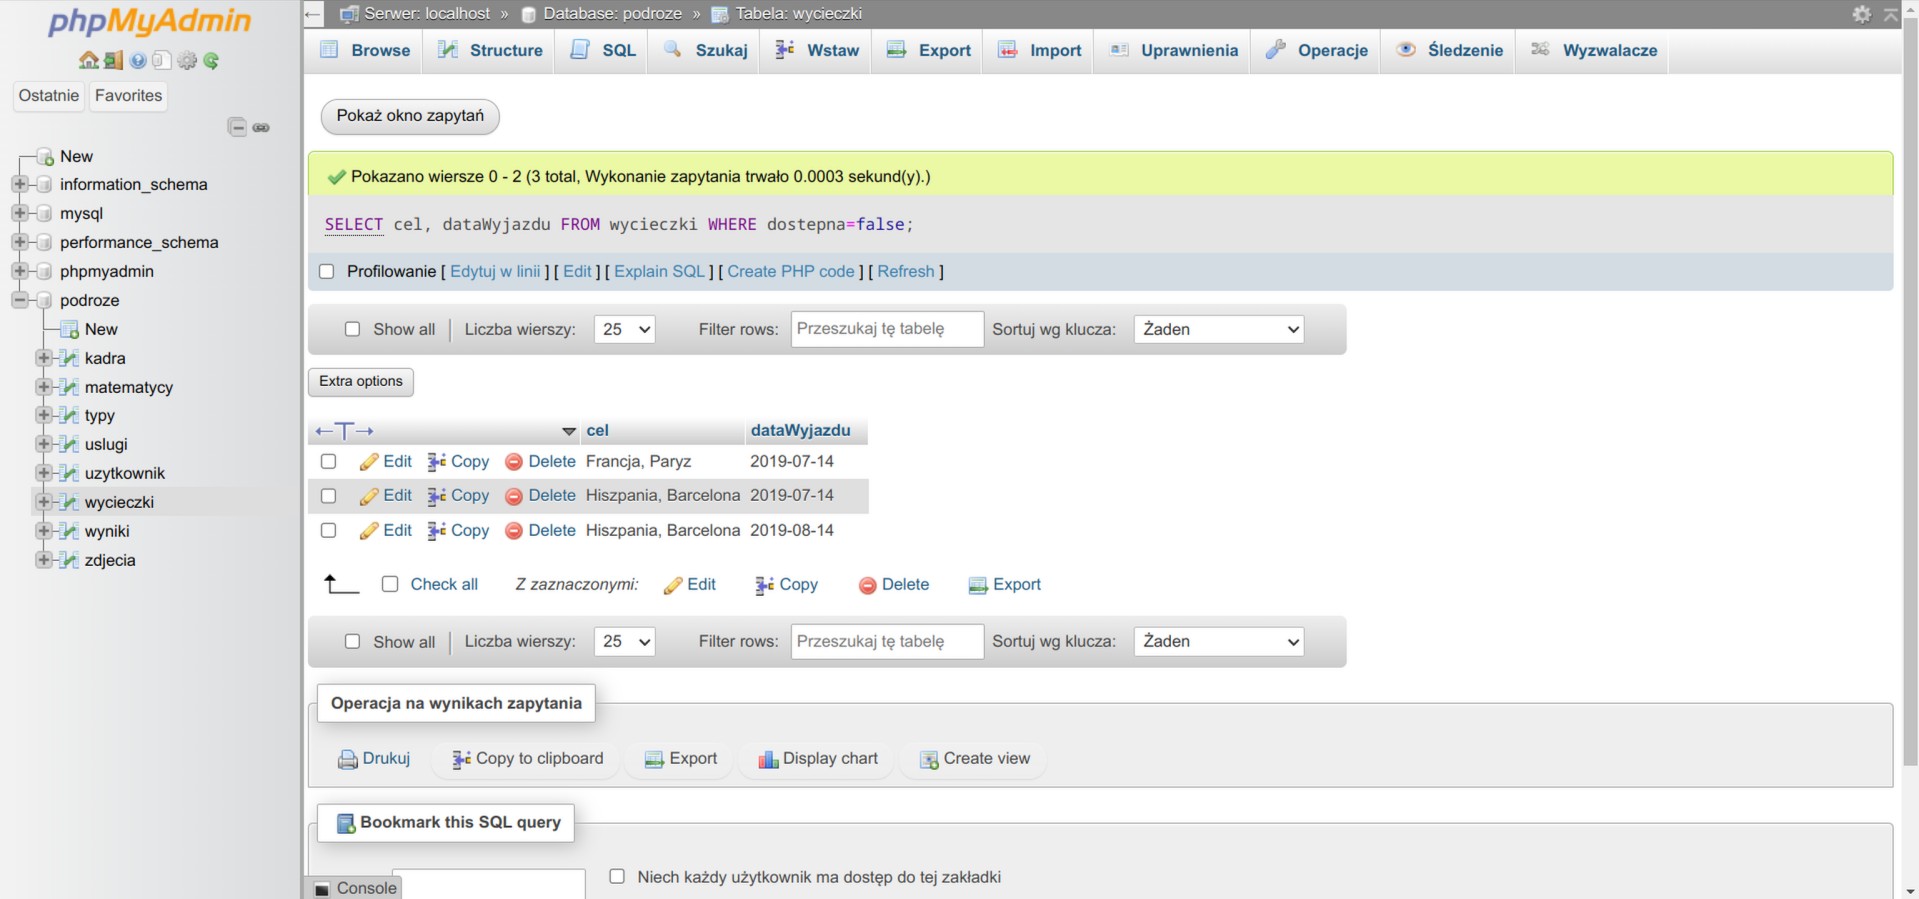 phpMyAdmin
Ostatnie Favorites
New
information_schema
mysql
performance_schema
phpmyadmin
podroze
New
kadra
matematycy
typy
uslugi
uzytkownik
wycieczki
wyniki
zdjecia
Serwer: localhost » Database: podroze » Tabela: wycieczki
Browse Structure SQL Szukaj Wstaw Export Import Uprawnienia Operacje Śledzenie Wyzwalacze
Pokaż okno zapytań
Pokazano wiersze 0 - 2 (3 total, Wykonanie zapytania trwało 0.0003 sekund(y).)
SELECT cel, dataWyjazdu FROM wycieczki WHERE dostepna=false;
Profilowanie [ Edytuj w linii ] [ Edit ] [ Explain SQL ] [ Create PHP code ] [ Refresh ]
Show all Liczba wierszy: 25 Filter rows: Przeszukaj tę tabelę Sortuj wg klucza: Żaden
Extra options
cel dataWyjazdu
Edit Copy Delete Francja, Paryz 2019-07-14
Edit Copy Delete Hiszpania, Barcelona 2019-07-14
Edit Copy Delete Hiszpania, Barcelona 2019-08-14
Check all Z zaznaczonymi: Edit Copy Delete Export
Show all Liczba wierszy: 25 Filter rows: Przeszukaj tę tabelę Sortuj wg klucza: Żaden
Operacja na wynikach zapytania
Drukuj Copy to clipboard Export Display chart Create view
Bookmark this SQL query
Niech każdy użytkownik ma dostęp do tej zakładki
Console